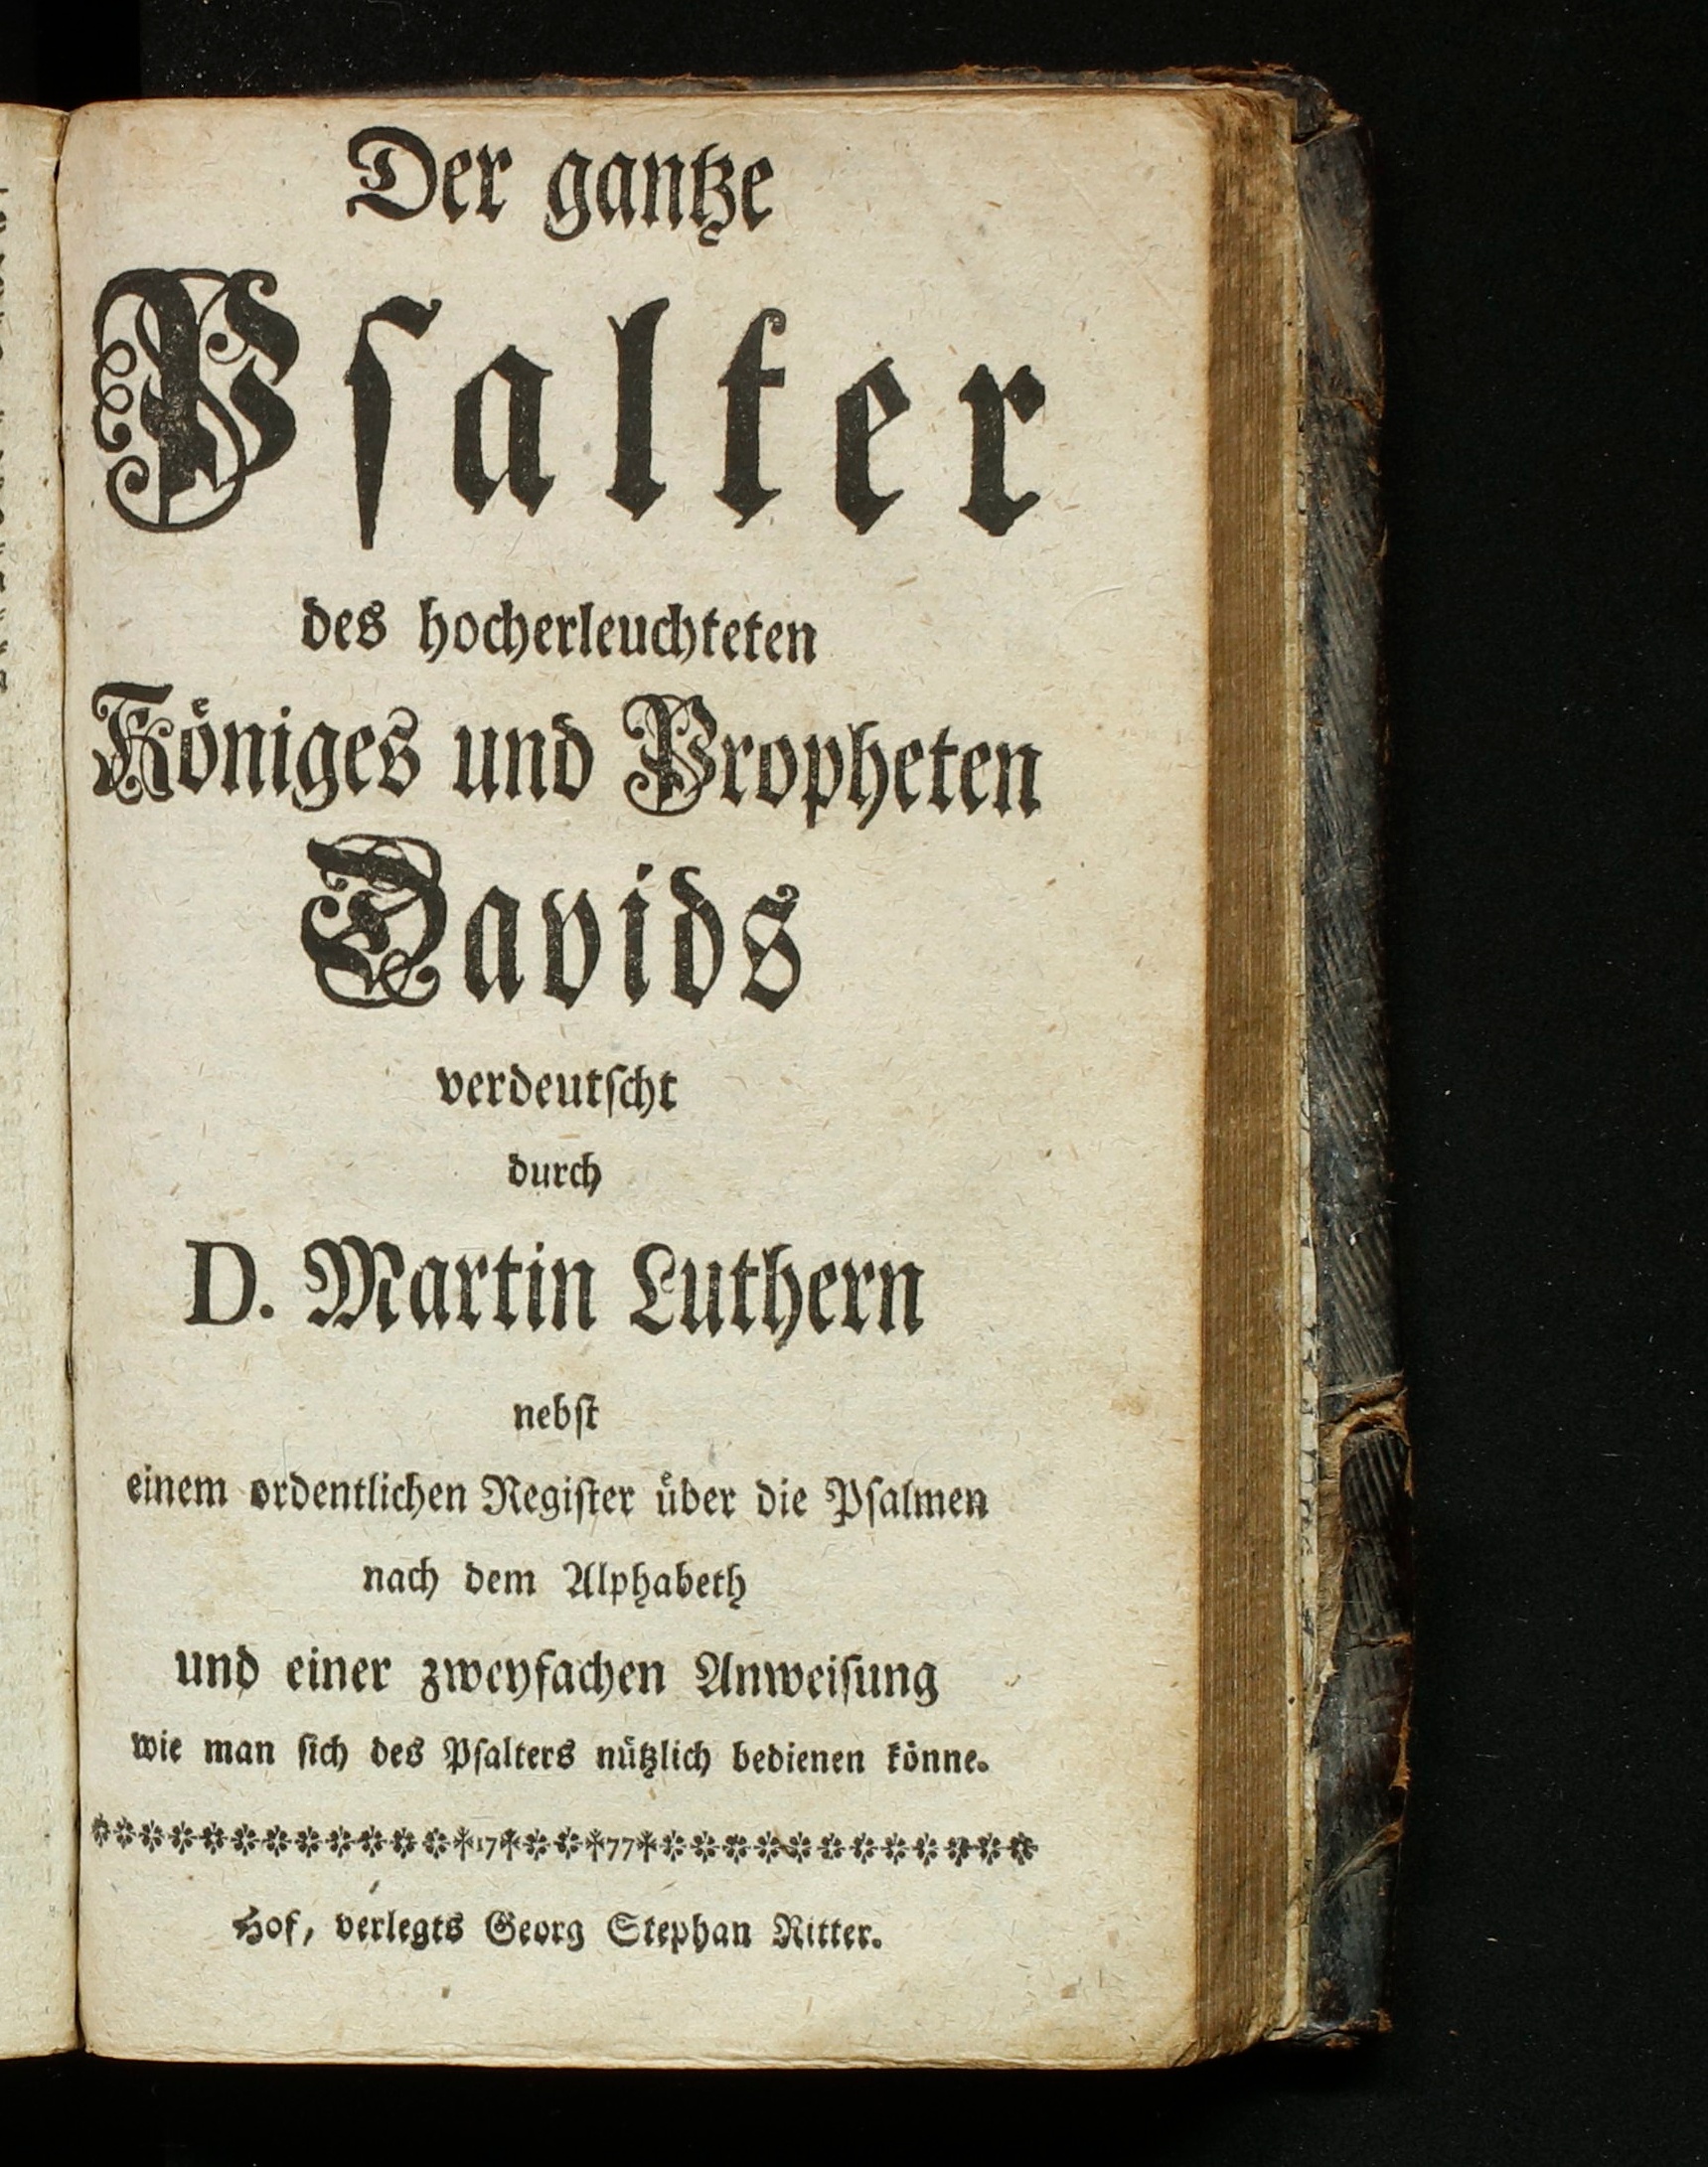 Der gantze
Pſalter
des hocherleuchteten
Königes und Propheten
Davids
verdeutſcht
durch
D. Martin Luthern
nebſt
einem ordentlichen Regiſter über die Pſalmen
nach dem Alphabeth
und einer zweyfachen Anweiſung
wie man ſich des Pſalters nützlich bedienen könne.
17 77
Hof, verlegts Georg Stephan Ritter.